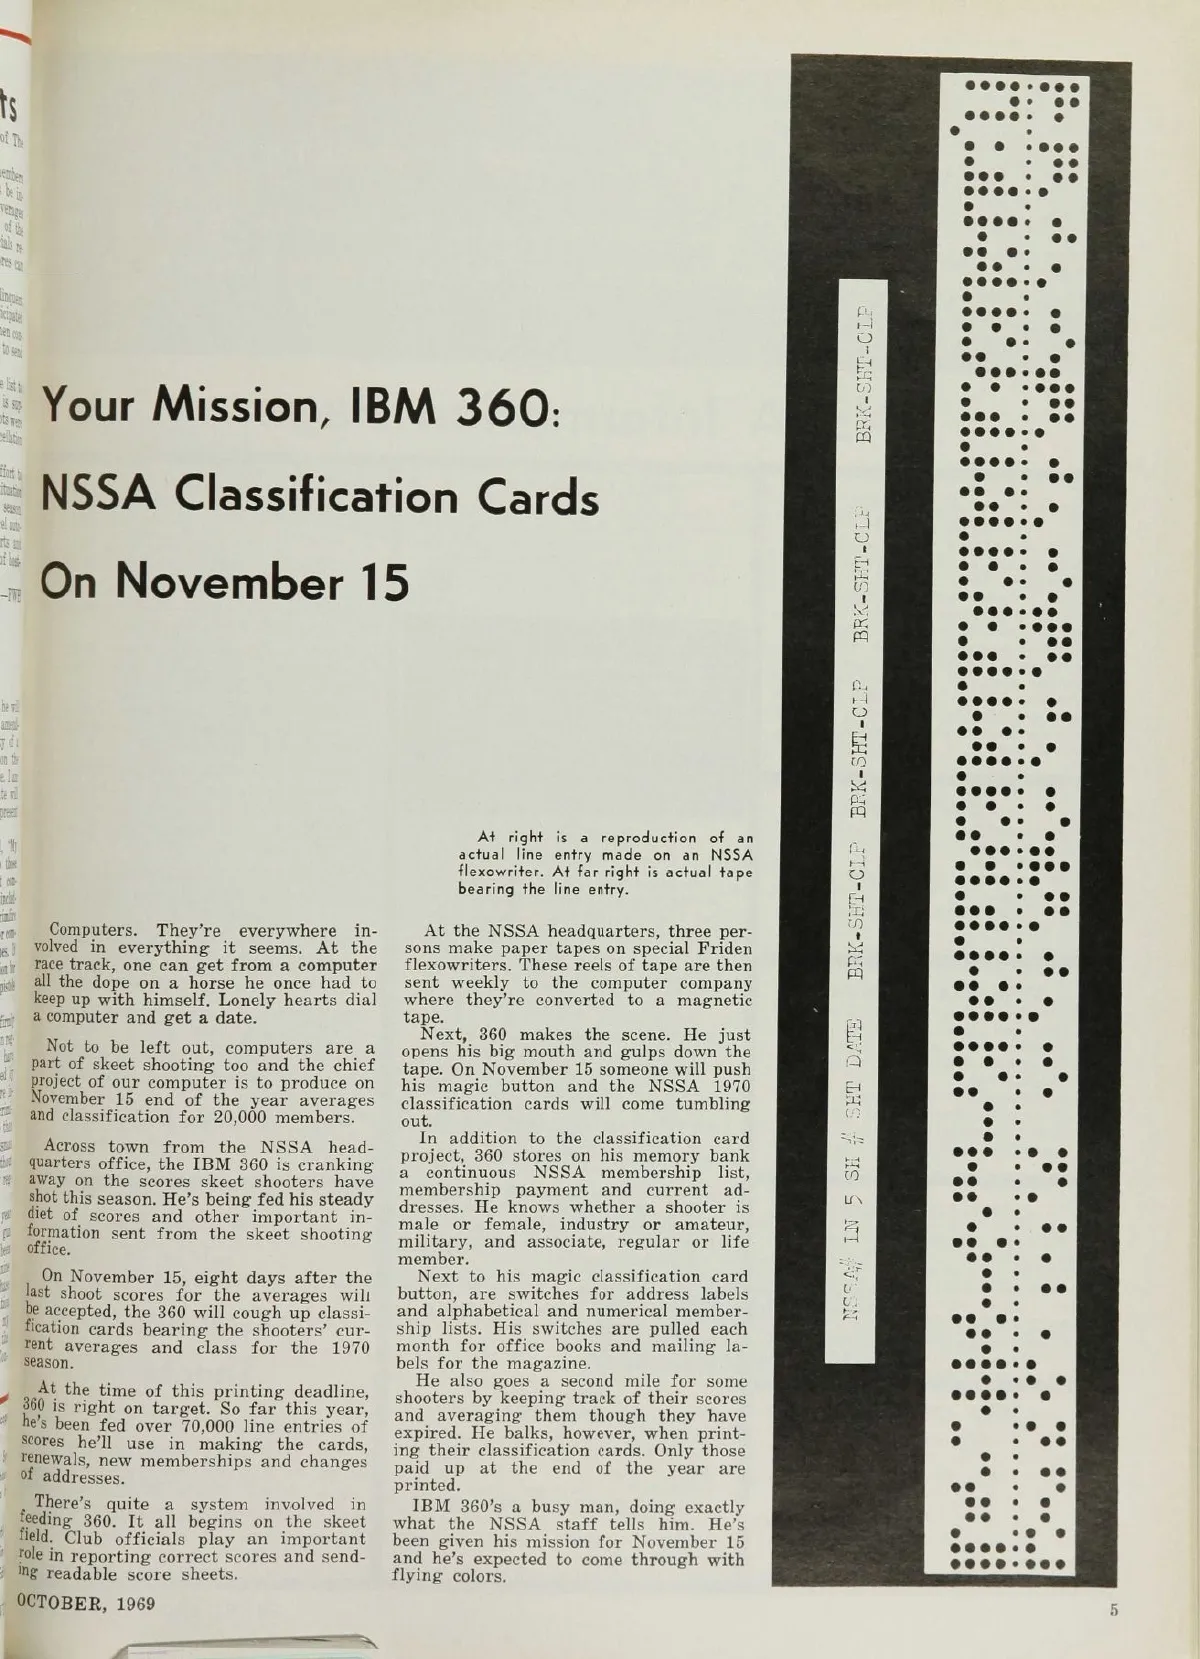 Your Mission, IBM 360:
NSSA Classification Cards
On November 15
At right is a reproduction of an
actual line entry made on an NSSA
flexowriter. At far right is actual tape
bearing the line entry.
Computers. They're everywhere in-
volved in everything it seems. At the
race track, one can get from a computer
all the dope on a horse he once had to
keep up with himself. Lonely hearts dial
a computer and get a date.
Not to be left out, computers are a
part of skeet shooting too and the chief
project of our computer is to produce on
November 15 end of the year averages
and classification for 20,000 members.
Across town from the NSSA head-
quarters office, the IBM 360 is cranking
away on the scores skeet shooters have
shot this season. He's being fed his steady
diet of scores and other important in-
formation sent from the skeet shooting
office.
On November 15, eight days after the
last shoot scores for the averages will
be accepted, the 360 will cough up classi-
fication cards bearing the shooters' cur-
rent averages and class for the 1970
season.
At the time of this printing deadline,
360 is right on target. So far this year,
he's been fed over 70,000 line entries of
scores he'll use in making the cards,
renewals, new memberships and changes
of addresses.
There's quite a system involved in
feeding 360. It all begins on the skeet
field. Club officials play an important
role in reporting correct scores and send-
ing readable score sheets.
At the NSSA headquarters, three per-
sons make paper tapes on special Friden
flexowriters. These reels of tape are then
sent weekly to the computer company
where they're converted to a magnetic
tape.
Next, 360 makes the scene. He just
opens his big mouth and gulps down the
tape. On November 15 someone will push
his magic button and the NSSA 1970
classification cards will come tumbling
out.
In addition to the classification card
project, 360 stores on his memory bank
a continuous NSSA membership list,
membership payment and current ad-
dresses. He knows whether a shooter is
male or female, industry or amateur,
military, and associate, regular or life
member.
Next to his magic classification card
button, are switches for address labels
and alphabetical and numerical member-
ship lists. His switches are pulled each
month for office books and mailing la-
bels for the magazine.
He also goes a second mile for some
shooters by keeping track of their scores
and averaging them though they have
expired. He balks, however, when print-
ing their classification cards. Only those
paid up at the end of the year are
printed.
IBM 360's a busy man, doing exactly
what the NSSA staff tells him. He's
been given his mission for November 15
and he's expected to come through with
flying colors.
NSSA# IN 5 SH # SHT DATE BRK-SHT-CLP BRK-SHT-CLP BRK-SHT-CLP BRK-SHT-CLP
OCTOBER, 1969
5